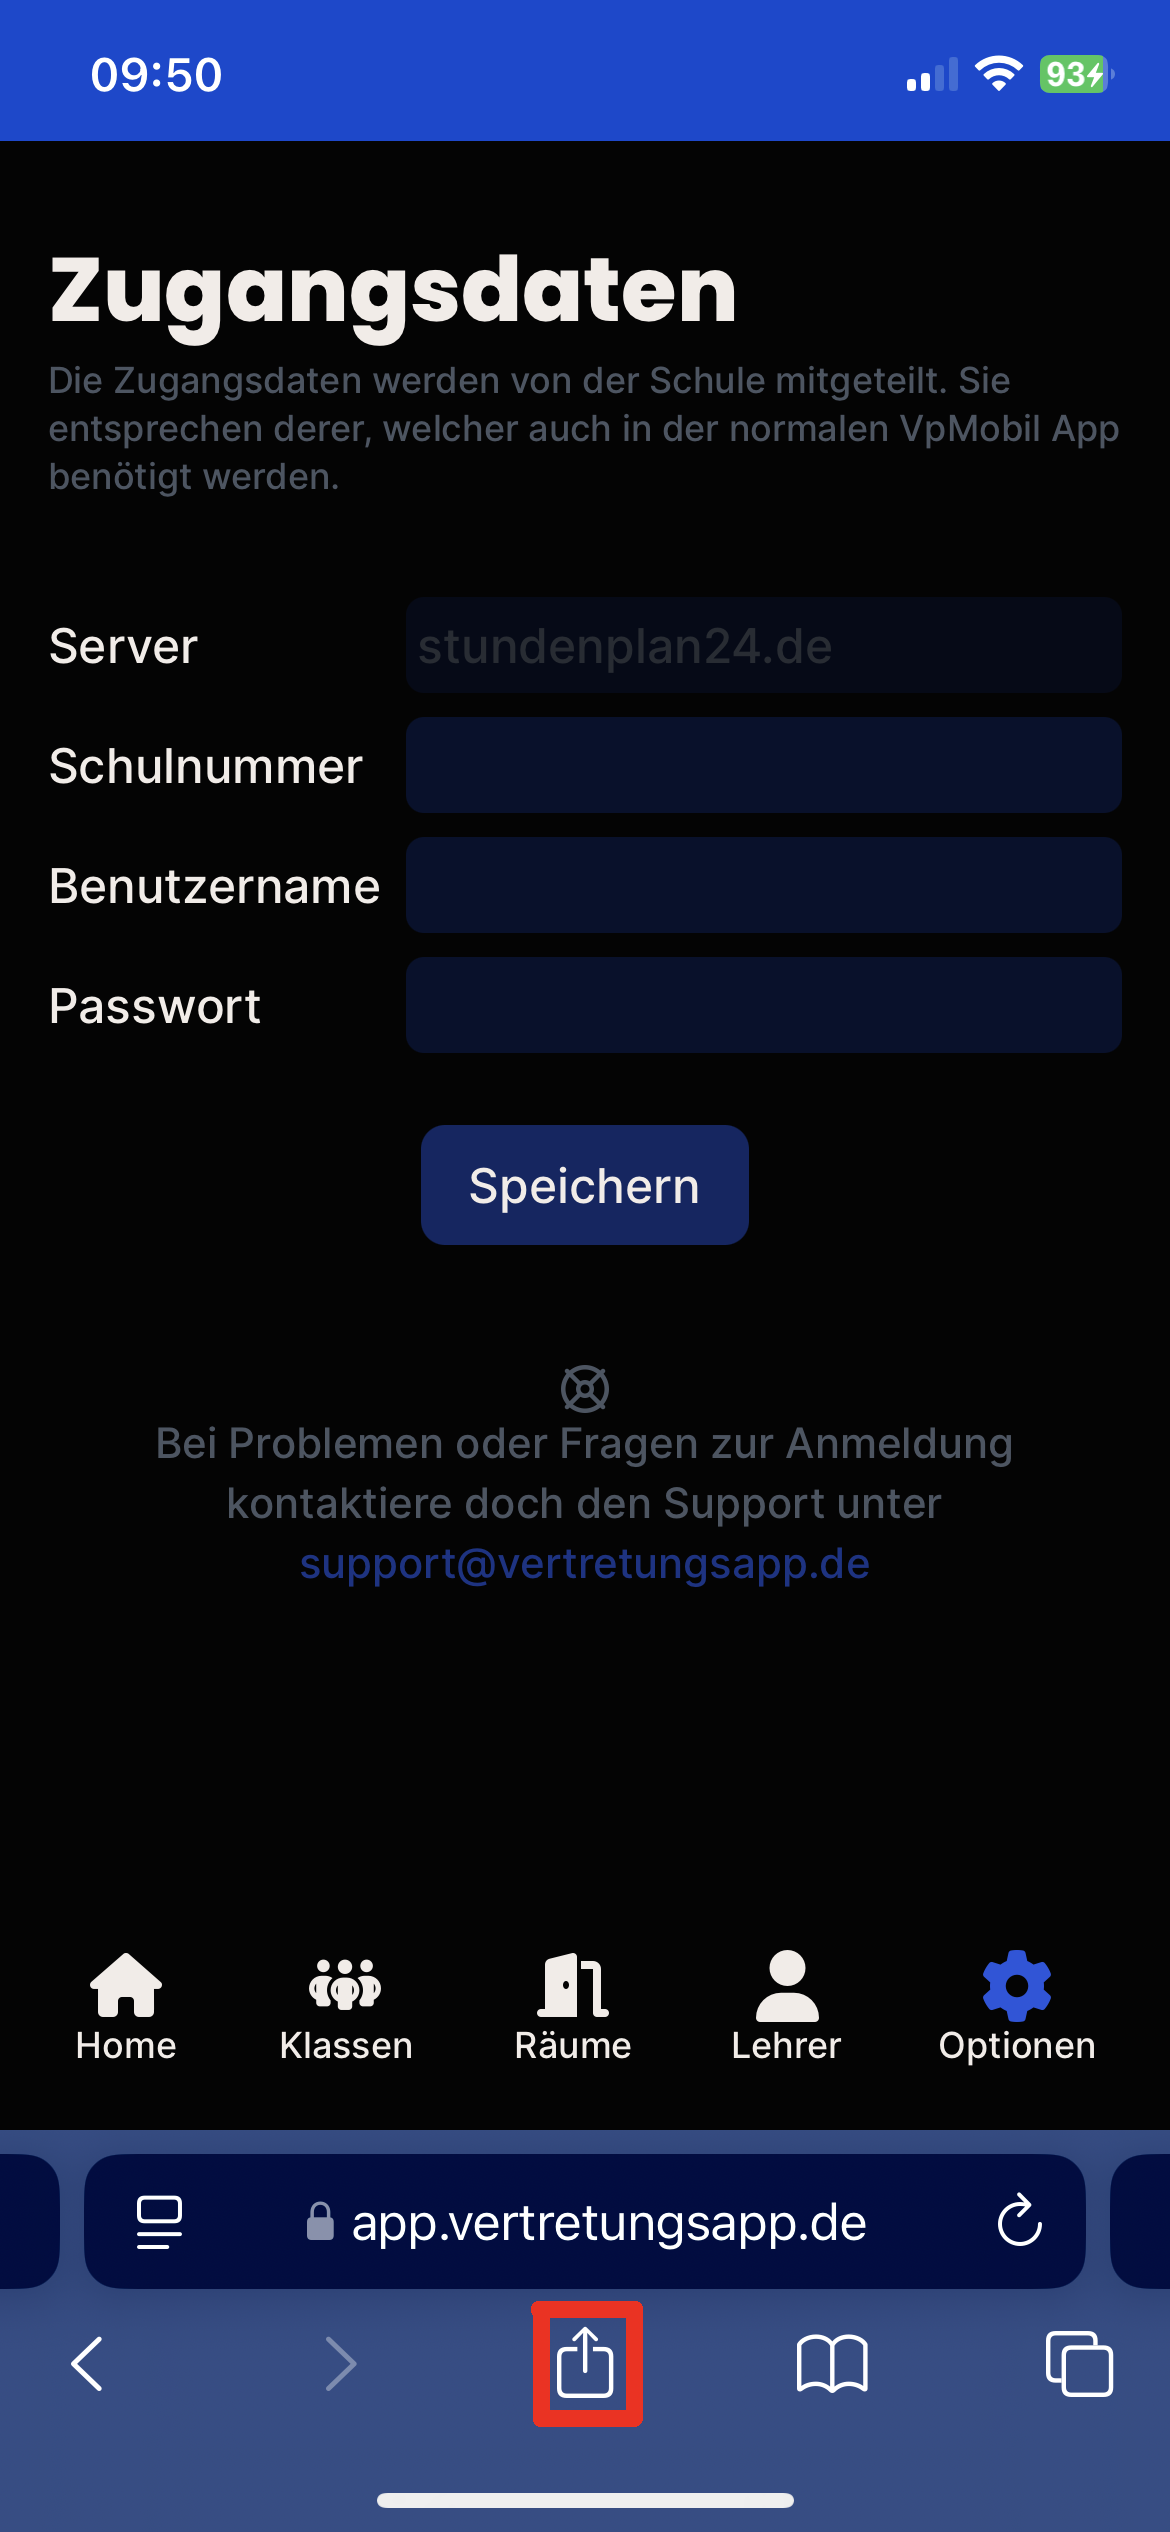 09:50
93
Zugangsdaten
Die Zugangsdaten werden von der Schule mitgeteilt. Sie
entsprechen derer, welcher auch in der normalen VpMobil App
benötigt werden.
Server
stundenplan24.de
Schulnummer
Benutzername
Passwort
Speichern
Bei Problemen oder Fragen zur Anmeldung
kontaktiere doch den Support unter
support@vertretungsapp.de
Home
Klassen
Räume
Lehrer
Optionen
app.vertretungsapp.de